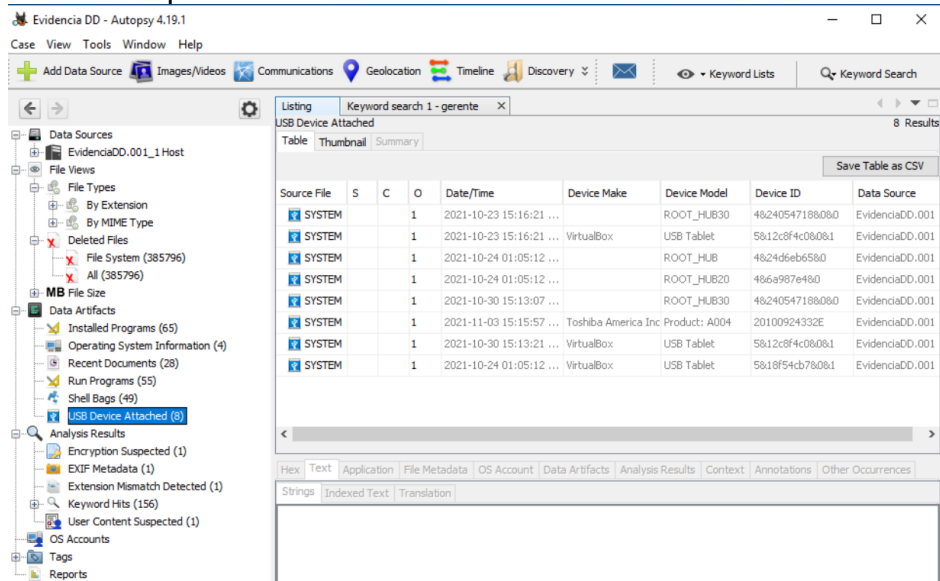 Evidencia DD - Autopsy 4.19.1
Case View Tools Window Help
Add Data Source Images/Videos Communications Geolocation Timeline Discovery Keyword Lists Keyword Search
Listing Keyword search 1 - gerente X
USB Device Attached 8 Results
Table Thumbnail Summary
Save Table as CSV
Source File S C O Date/Time Device Make Device Model Device ID Data Source
SYSTEM 1 2021-10-23 15:16:21 ... ROOT_HUB30 4&24054718&0&0 EvidenciaDD.001
SYSTEM 1 2021-10-23 15:16:21 ... VirtualBox USB Tablet 5&12c8f4c0&0&1 EvidenciaDD.001
SYSTEM 1 2021-10-24 01:05:12 ... ROOT_HUB 4&24d6eb65&0 EvidenciaDD.001
SYSTEM 1 2021-10-24 01:05:12 ... ROOT_HUB20 4&6a987e4&0 EvidenciaDD.001
SYSTEM 1 2021-10-30 15:13:07 ... ROOT_HUB30 4&24054718&0&0 EvidenciaDD.001
SYSTEM 1 2021-11-03 15:15:57 ... Toshiba America Inc Product: A004 20100924332E EvidenciaDD.001
SYSTEM 1 2021-10-30 15:13:21 ... VirtualBox USB Tablet 5&12c8f4c0&0&1 EvidenciaDD.001
SYSTEM 1 2021-10-24 01:05:12 ... VirtualBox USB Tablet 5&18f54cb7&0&1 EvidenciaDD.001
Hex Text Application File Metadata OS Account Data Artifacts Analysis Results Context Annotations Other Occurrences
Strings Indexed Text Translation
Data Sources
EvidenciaDD.001_1 Host
File Views
File Types
By Extension
By MIME Type
Deleted Files
File System (385796)
All (385796)
MB File Size
Data Artifacts
Installed Programs (65)
Operating System Information (4)
Recent Documents (28)
Run Programs (55)
Shell Bags (49)
USB Device Attached (8)
Analysis Results
Encryption Suspected (1)
EXIF Metadata (1)
Extension Mismatch Detected (1)
Keyword Hits (156)
User Content Suspected (1)
OS Accounts
Tags
Reports